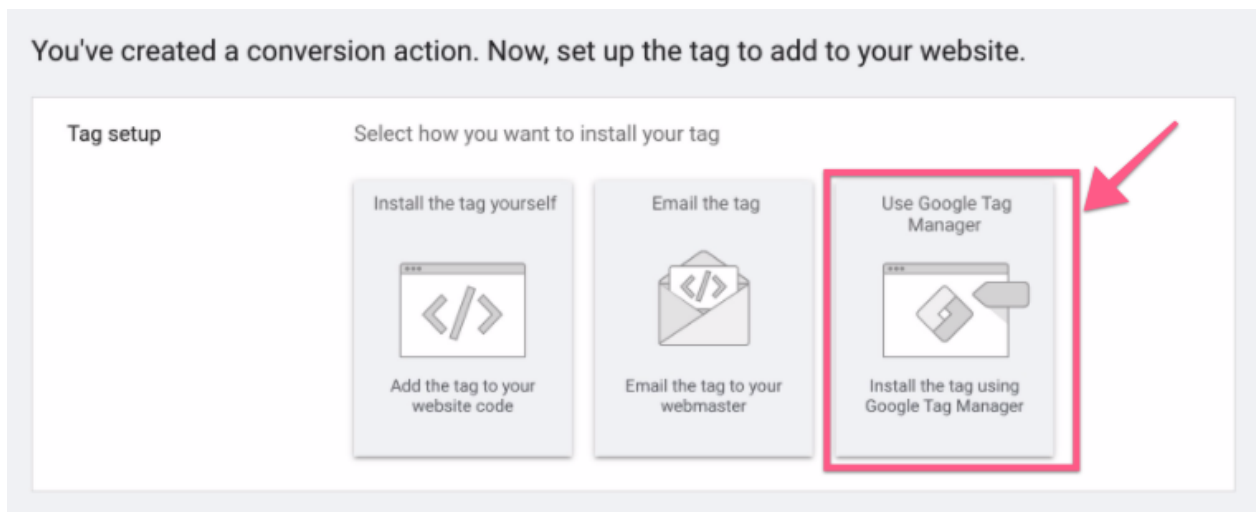 You've created a conversion action. Now, set up the tag to add to your website.
Tag setup
Select how you want to install your tag
Install the tag yourself
Add the tag to your
website code
Email the tag
Email the tag to your
webmaster
Use Google Tag
Manager
Install the tag using
Google Tag Manager